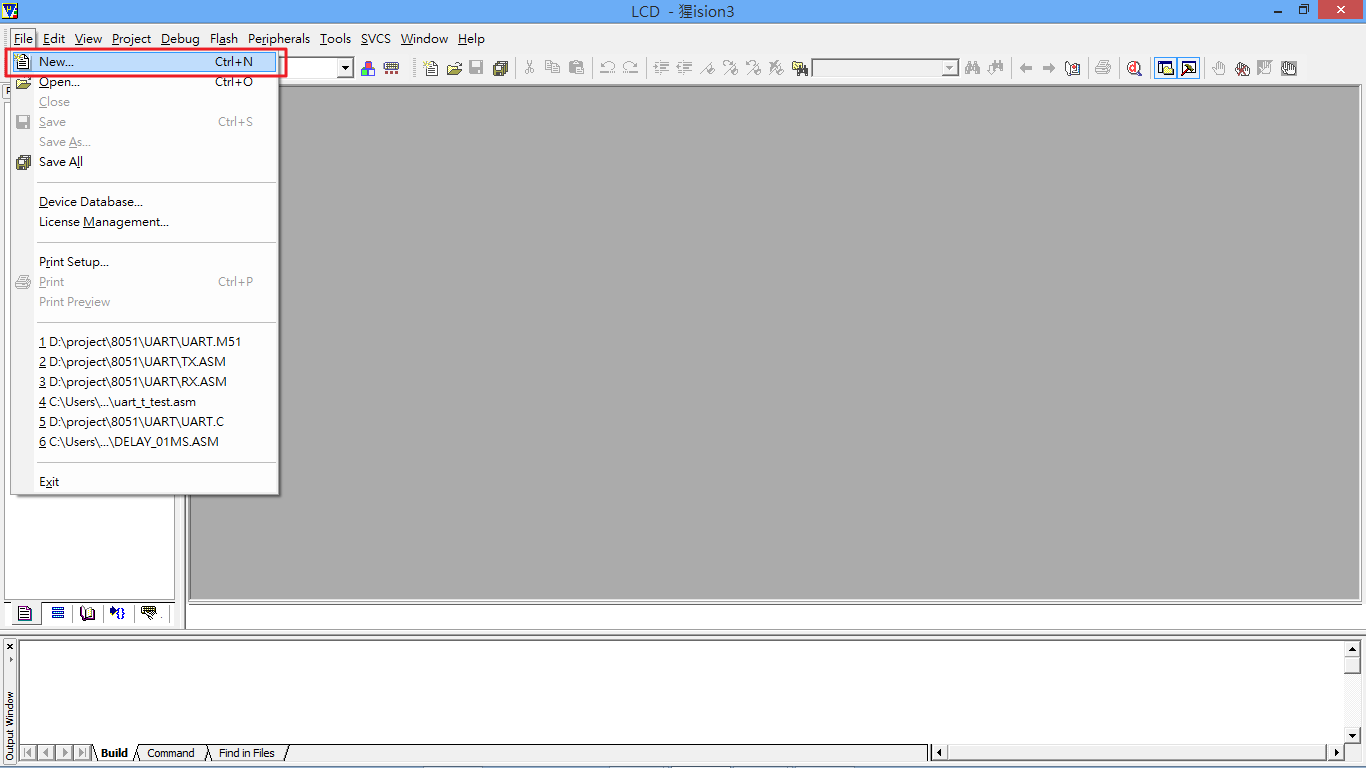 LCD - 猩ision3
File Edit View Project Debug Flash Peripherals Tools SVCS Window Help
New... Ctrl+N
Open... Ctrl+O
Close
Save Ctrl+S
Save As...
Save All
Device Database...
License Management...
Print Setup...
Print Ctrl+P
Print Preview
1 D:\project\8051\UART\UART.M51
2 D:\project\8051\UART\TX.ASM
3 D:\project\8051\UART\RX.ASM
4 C:\Users\...\uart_t_test.asm
5 D:\project\8051\UART\UART.C
6 C:\Users\...\DELAY_01MS.ASM
Exit
Output Window
Build Command Find in Files